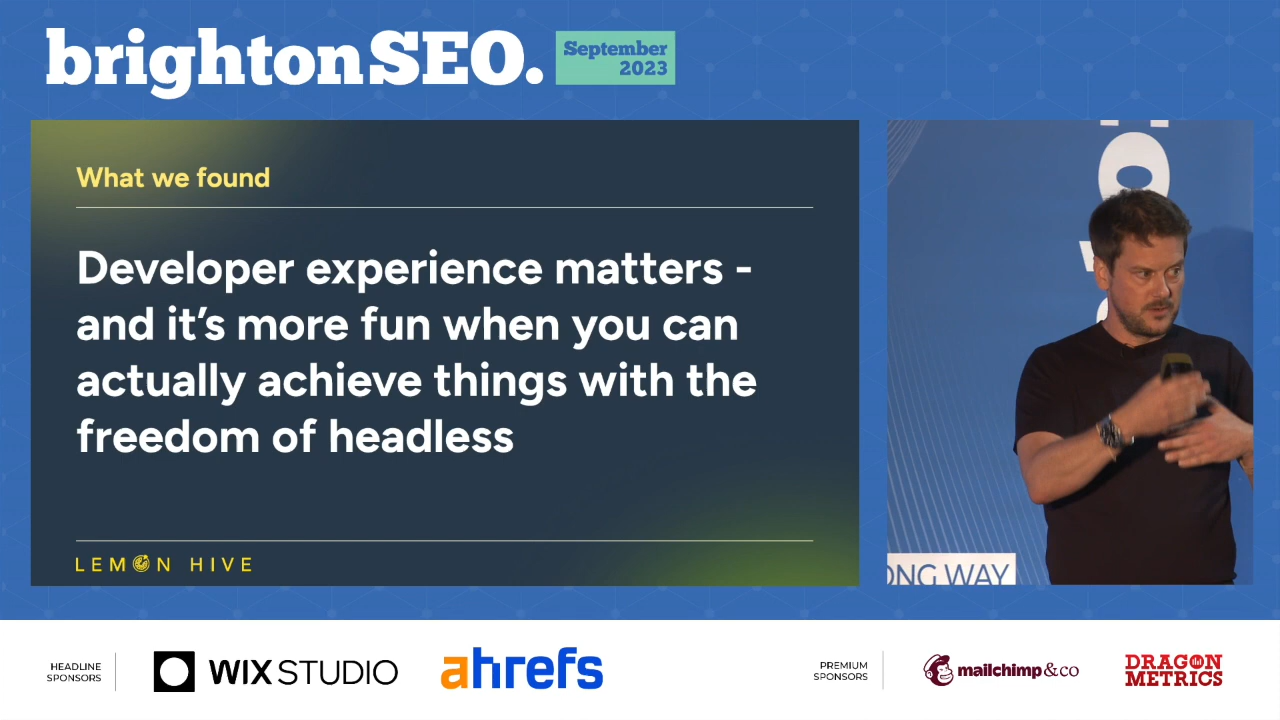 brightonSEO.
September
2023
What we found
Developer experience matters -
and it's more fun when you can
actually achieve things with the
freedom of headless
LEMON HIVE
ONG WAY
HEADLINE
SPONSORS
WIX STUDIO
ahrefs
PREMIUM
SPONSORS
mailchimp&co
DRAGON
METRICS